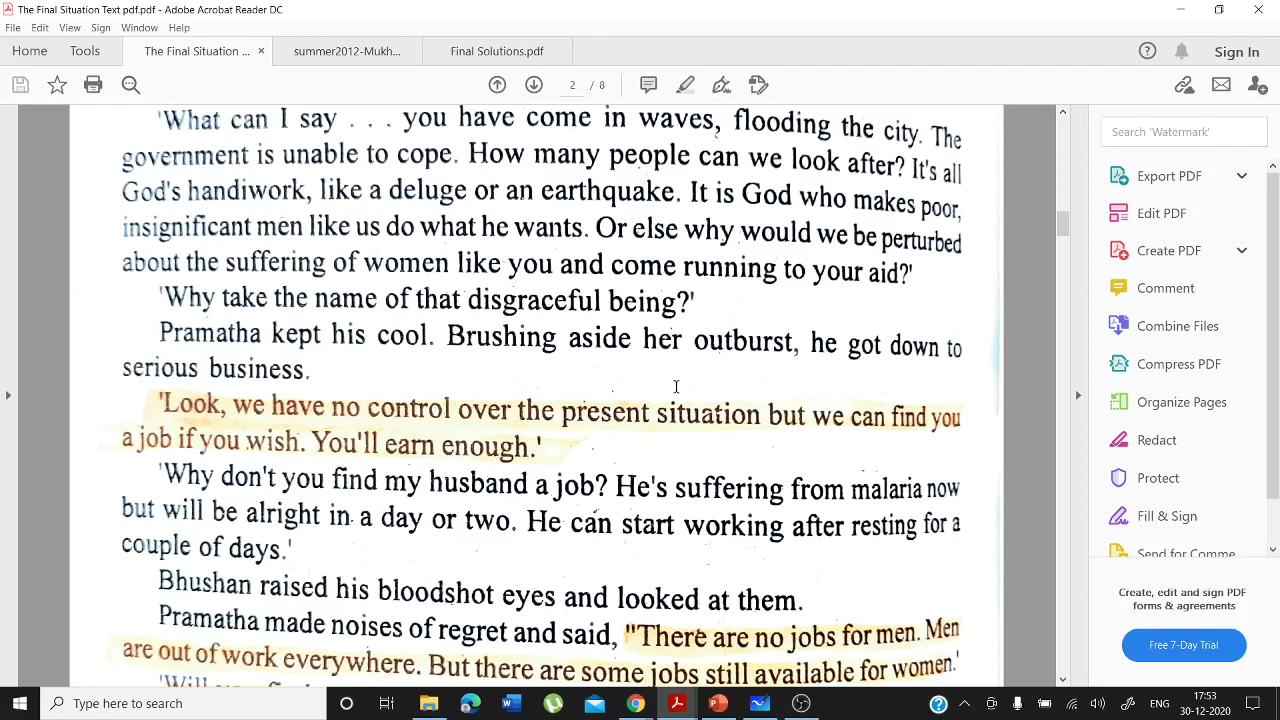 The Final Situation Text pdf.pdf - Adobe Acrobat Reader DC
File Edit View Sign Window Help
Home Tools The Final Situation ... × summer2012-Mukh... Final Solutions.pdf Sign In
2 / 8
'What can I say . . . you have come in waves, flooding the city. The
government is unable to cope. How many people can we look after? It's all
God's handiwork, like a deluge or an earthquake. It is God who makes poor,
insignificant men like us do what he wants. Or else why would we be perturbed
about the suffering of women like you and come running to your aid?'
'Why take the name of that disgraceful being?'
Pramatha kept his cool. Brushing aside her outburst, he got down to
serious business.
'Look, we have no control over the present situation but we can find you
a job if you wish. You'll earn enough.'
'Why don't you find my husband a job? He's suffering from malaria now
but will be alright in a day or two. He can start working after resting for a
couple of days.'
Bhushan raised his bloodshot eyes and looked at them.
Pramatha made noises of regret and said, "There are no jobs for men. Men
are out of work everywhere. But there are some jobs still available for women.'
Search 'Watermark'
Export PDF
Edit PDF
Create PDF
Comment
Combine Files
Compress PDF
Organize Pages
Redact
Protect
Fill & Sign
Send for Comme
Create, edit and sign PDF
forms & agreements
Free 7-Day Trial
Type here to search
ENG
17:53
30-12-2020